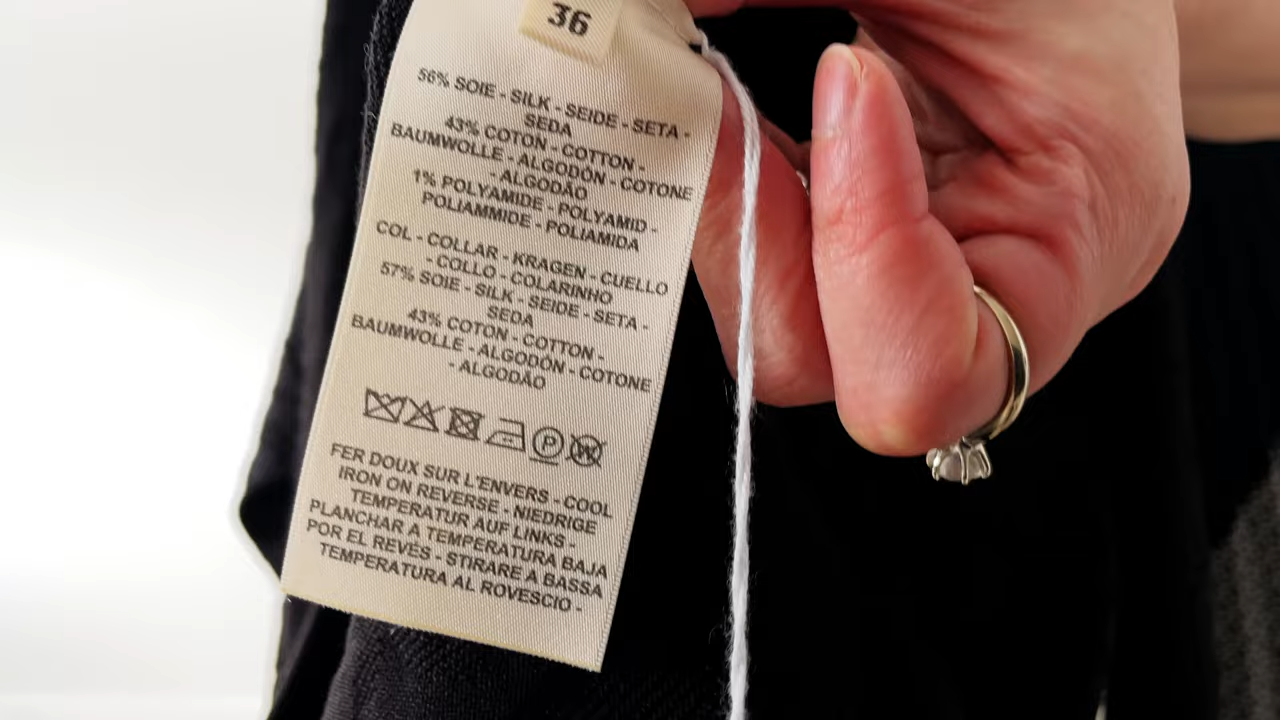 36
56% SOIE - SILK - SEIDE - SETA -
SEDA
43% COTON - COTTON -
BAUMWOLLE - ALGODÓN - COTONE
- ALGODÃO
1% POLYAMIDE - POLYAMID -
POLIAMMIDE - POLIAMIDA
COL - COLLAR - KRAGEN - CUELLO
- COLLO - COLARINHO
57% SOIE - SILK - SEIDE - SETA -
SEDA
43% COTON - COTTON -
BAUMWOLLE - ALGODÓN - COTONE
- ALGODÃO
P W
FER DOUX SUR L'ENVERS - COOL
IRON ON REVERSE - NIEDRIGE
TEMPERATUR AUF LINKS -
PLANCHAR A TEMPERATURA BAJA
POR EL REVÉS - STIRARE A BASSA
TEMPERATURA AL ROVESCIO -